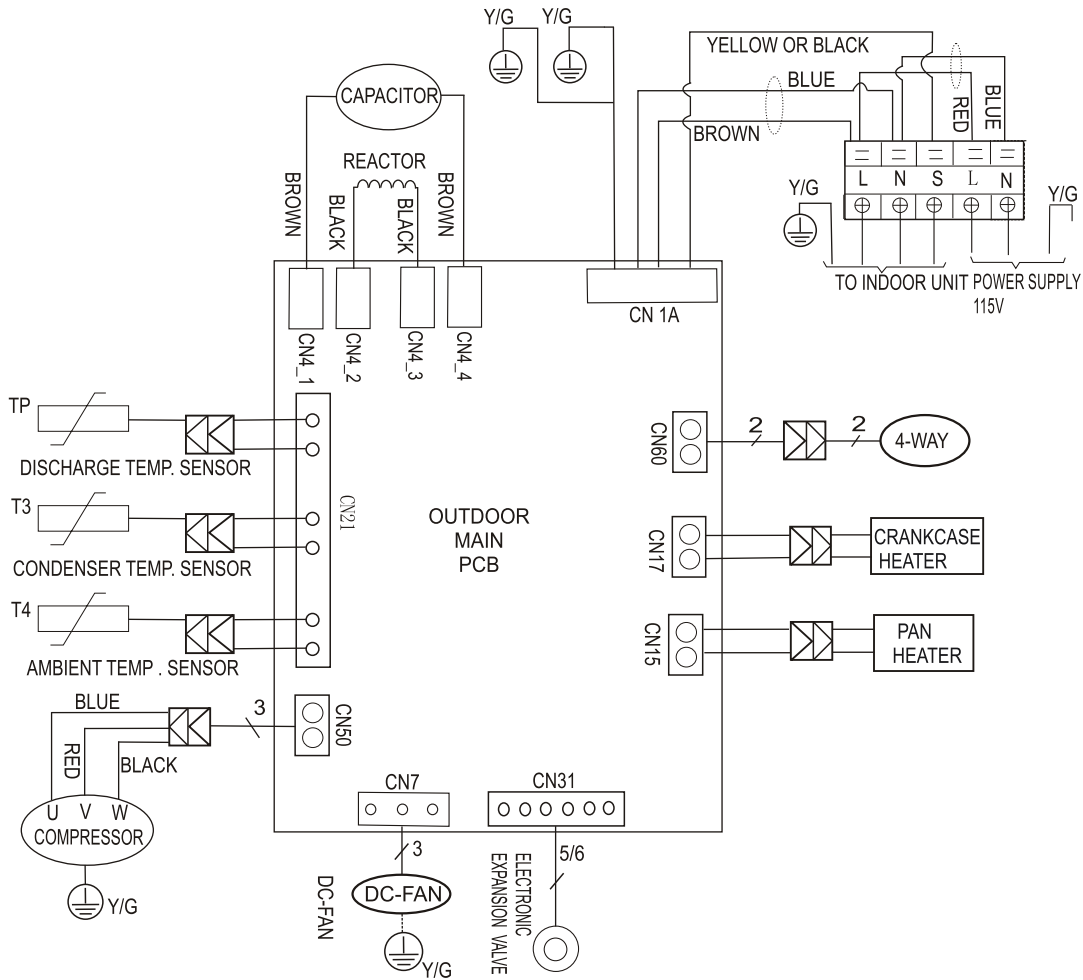 Y/G
Y/G
YELLOW OR BLACK
BLUE
BROWN
RED
BLUE
CAPACITOR
REACTOR
BROWN
BLACK
BLACK
BROWN
L N S L N
Y/G
Y/G
TO INDOOR UNIT
POWER SUPPLY
115V
CN 1A
CN4_1
CN4_2
CN4_3
CN4_4
TP
DISCHARGE TEMP. SENSOR
T3
CONDENSER TEMP. SENSOR
T4
AMBIENT TEMP . SENSOR
CN21
OUTDOOR
MAIN
PCB
CN60
2
2
4-WAY
CN17
CRANKCASE
HEATER
CN15
PAN
HEATER
BLUE
RED
BLACK
3
CN50
U V W
COMPRESSOR
Y/G
CN7
3
DC-FAN
DC-FAN
Y/G
CN31
5/6
ELECTRONIC
EXPANSION VALVE